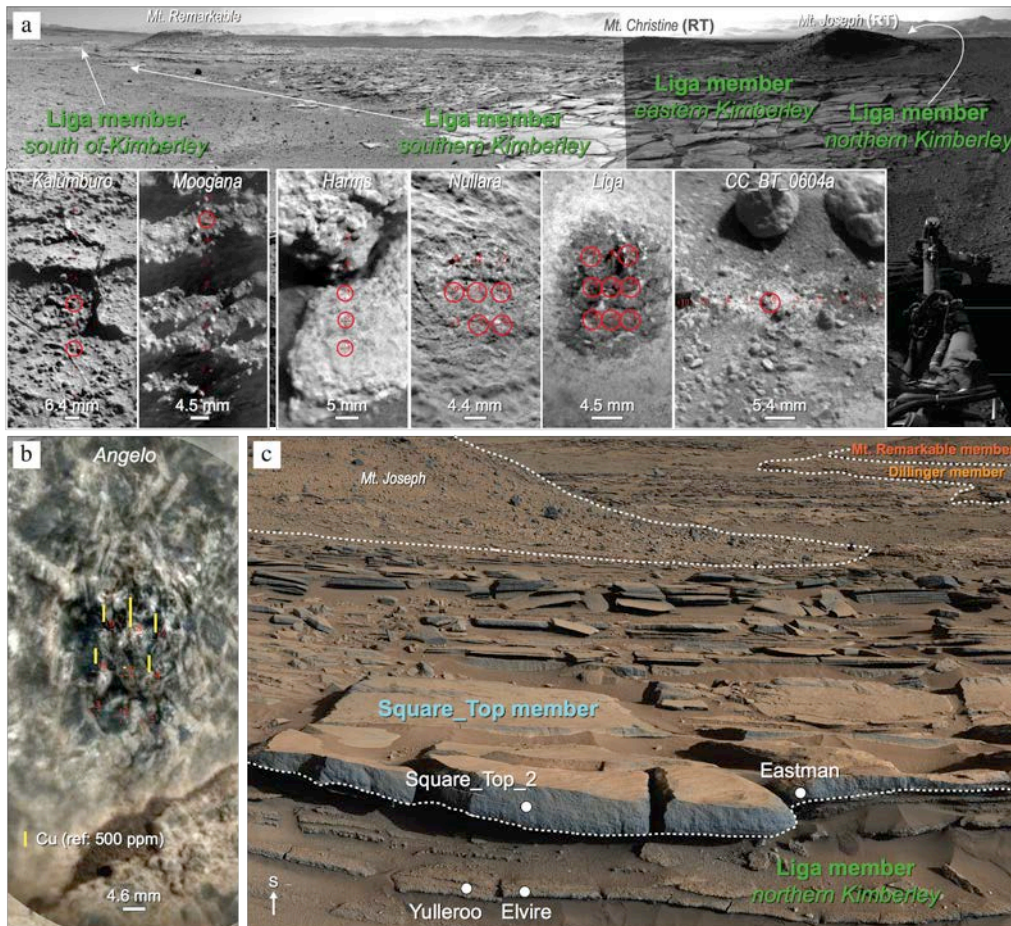 a
Mt. Remarkable
Mt. Christine (RT)
Mt. Joseph (RT)
Liga member
south of Kimberley
Liga member
southern Kimberley
Liga member
eastern Kimberley
Liga member
northern Kimberley
Kalumburo
Moogana
Harms
Nullara
Liga
CC_BT_0604a
6.4 mm
4.5 mm
5 mm
4.4 mm
4.5 mm
5.4 mm
b
Angelo
Cu (ref: 500 ppm)
4.6 mm
c
Mt. Joseph
Mt. Remarkable member
Dillinger member
Square_Top member
Square_Top_2
Eastman
Liga member
northern Kimberley
S
Yulleroo
Elvire